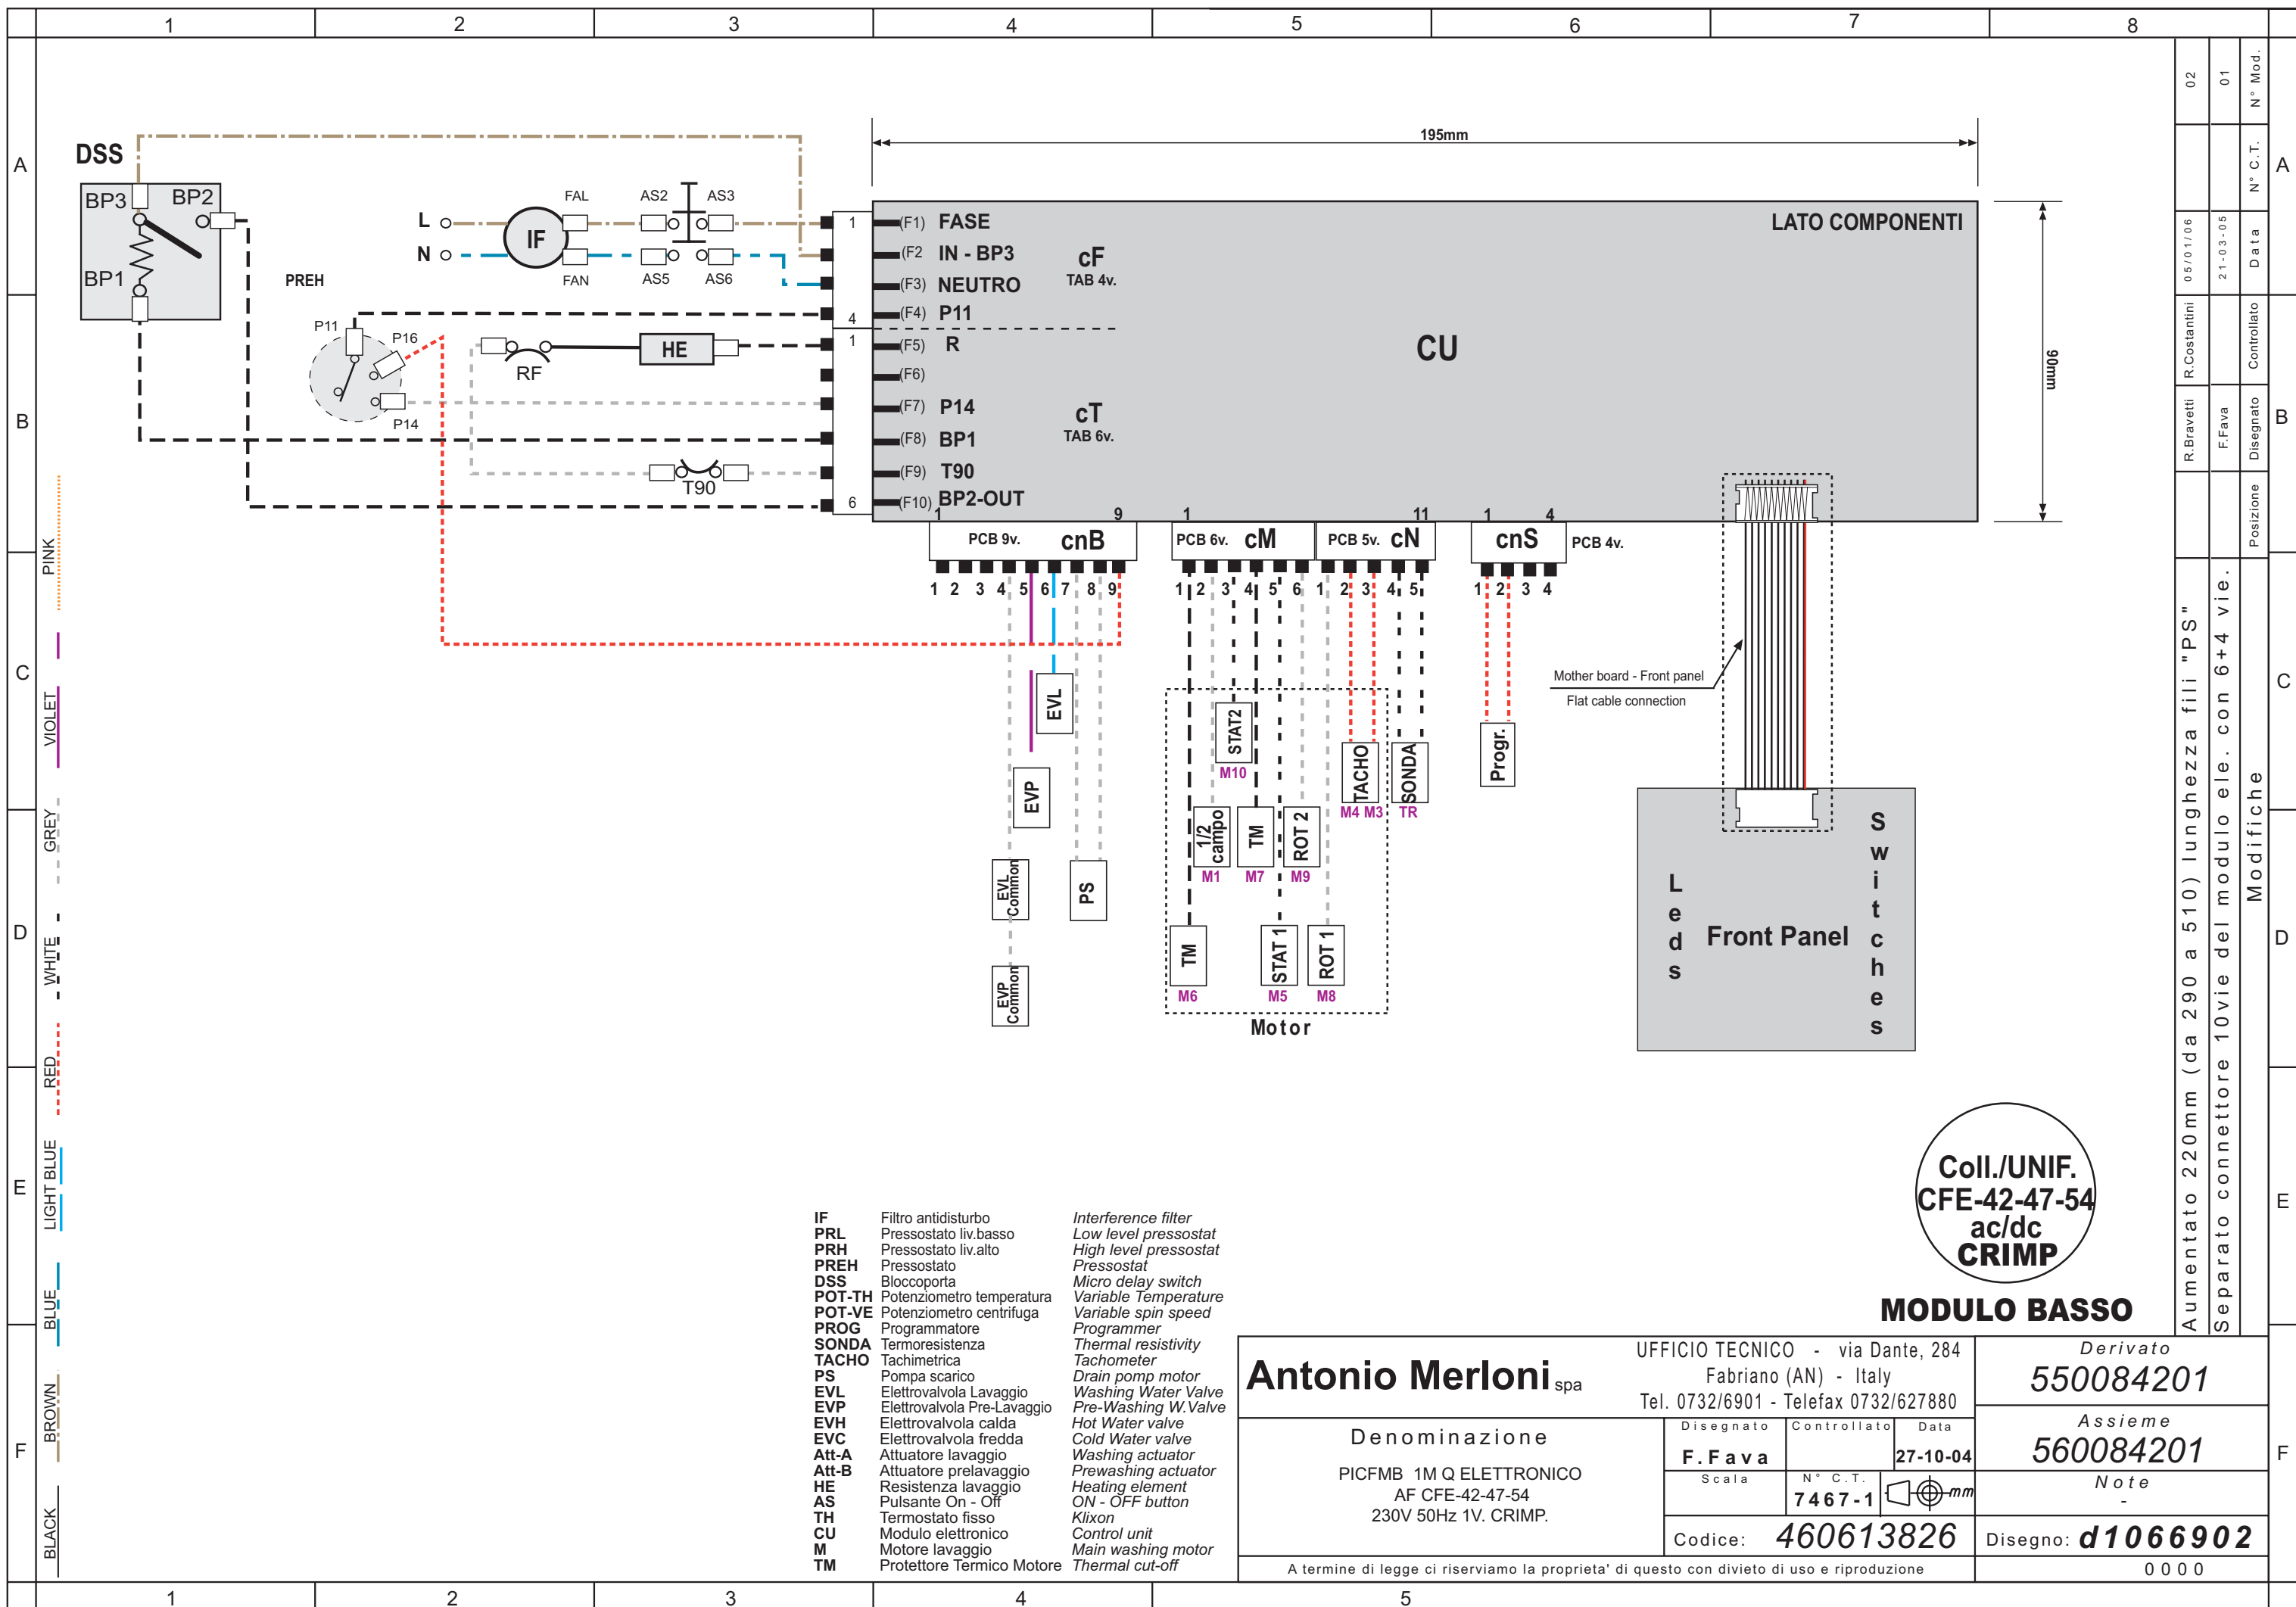 1 2 3 4 5 6 7 8
A
B
C
D
E
F
DSS
BP3
BP2
BP1
PREH
P11
P16
P14
L
N
IF
FAL
FAN
AS2
AS3
AS5
AS6
RF
HE
T90
1
4
1
6
195mm
90mm
LATO COMPONENTI
CU
(F1) FASE
(F2 IN - BP3
(F3) NEUTRO
(F4) P11
cF
TAB 4v.
(F5) R
(F6)
(F7) P14
(F8) BP1
(F9) T90
(F10) BP2-OUT
cT
TAB 6v.
1 9
PCB 9v. cnB
1 2 3 4 5 6 7 8 9
1 11
PCB 6v. cM
PCB 5v. cN
1 2 3 4 5 6 1 2 3 4 5
1 4
cnS PCB 4v.
1 2 3 4
EVL
EVP
EVL Common
EVP Common
PS
STAT2
M10
1/2 campo
M1
TM
M7
ROT 2
M9
TM
M6
STAT 1
M5
ROT 1
M8
TACHO
M4 M3
SONDA
TR
Progr.
Motor
Mother board - Front panel
Flat cable connection
Leds
Front Panel
Switches
PINK
VIOLET
GREY
WHITE
RED
LIGHT BLUE
BLUE
BROWN
BLACK
IF Filtro antidisturbo Interference filter
PRL Pressostato liv.basso Low level pressostat
PRH Pressostato liv.alto High level pressostat
PREH Pressostato Pressostat
DSS Bloccoporta Micro delay switch
POT-TH Potenziometro temperatura Variable Temperature
POT-VE Potenziometro centrifuga Variable spin speed
PROG Programmatore Programmer
SONDA Termoresistenza Thermal resistivity
TACHO Tachimetrica Tachometer
PS Pompa scarico Drain pomp motor
EVL Elettrovalvola Lavaggio Washing Water Valve
EVP Elettrovalvola Pre-Lavaggio Pre-Washing W.Valve
EVH Elettrovalvola calda Hot Water valve
EVC Elettrovalvola fredda Cold Water valve
Att-A Attuatore lavaggio Washing actuator
Att-B Attuatore prelavaggio Prewashing actuator
HE Resistenza lavaggio Heating element
AS Pulsante On - Off ON - OFF button
TH Termostato fisso Klixon
CU Modulo elettronico Control unit
M Motore lavaggio Main washing motor
TM Protettore Termico Motore Thermal cut-off
Coll./UNIF.
CFE-42-47-54
ac/dc
CRIMP
MODULO BASSO
Antonio Merloni spa
UFFICIO TECNICO - via Dante, 284
Fabriano (AN) - Italy
Tel. 0732/6901 - Telefax 0732/627880
Derivato
550084201
Denominazione
PICFMB 1M Q ELETTRONICO
AF CFE-42-47-54
230V 50Hz 1V. CRIMP.
Disegnato Controllato Data
F.Fava 27-10-04
Scala N° C.T.
7467-1 mm
Assieme
560084201
Note
-
Codice: 460613826
Disegno: d1066902
A termine di legge ci riserviamo la proprieta' di questo con divieto di uso e riproduzione
0000
Aumentato 220mm (da 290 a 510) lunghezza fili "PS" R.Bravetti R.Costantini 05/01/06 02
Separato connettore 10vie del modulo ele. con 6+4 vie. F.Fava 21-03-05 01
Modifiche Posizione Disegnato Controllato Data N° C.T. N° Mod.
A
B
C
D
E
F
1 2 3 4 5